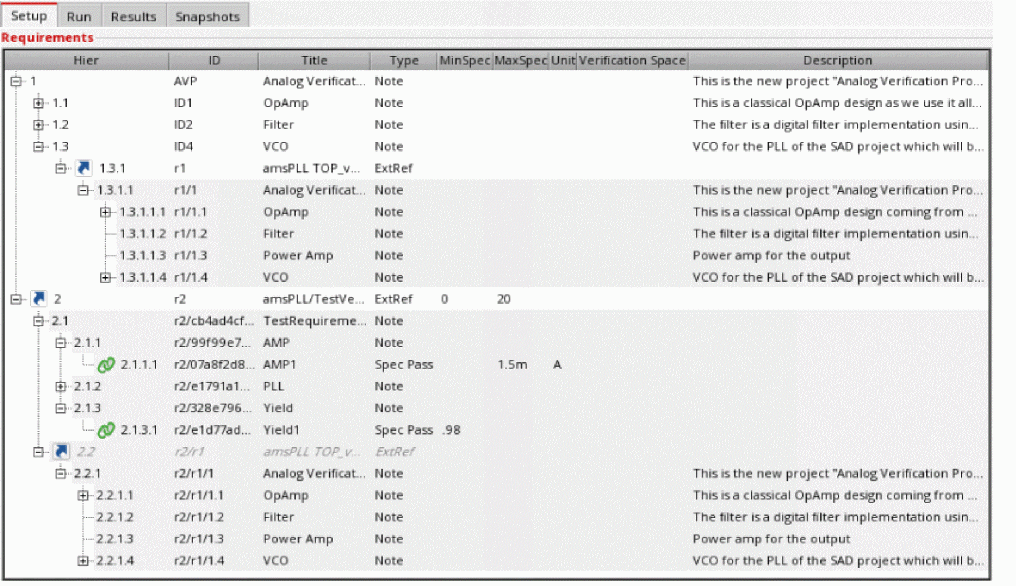 Setup Run Results Snapshots
Requirements
Hier ID Title Type MinSpec MaxSpec Unit Verification Space Description
1 AVP Analog Verificat... Note This is the new project "Analog Verification Pro...
1.1 ID1 OpAmp Note This is a classical OpAmp design as we use it all...
1.2 ID2 Filter Note The filter is a digital filter implementation usin...
1.3 ID4 VCO Note VCO for the PLL of the SAD project which will b...
1.3.1 r1 amsPLL TOP_v... ExtRef
1.3.1.1 r1/1 Analog Verificat... Note This is the new project "Analog Verification Pro...
1.3.1.1.1 r1/1.1 OpAmp Note This is a classical OpAmp design coming from ...
1.3.1.1.2 r1/1.2 Filter Note The filter is a digital filter implementation usin...
1.3.1.1.3 r1/1.3 Power Amp Note Power amp for the output
1.3.1.1.4 r1/1.4 VCO Note VCO for the PLL of the SAD project which will b...
2 r2 amsPLL/TestVe... ExtRef 0 20
2.1 r2/cb4ad4cf... TestRequireme... Note
2.1.1 r2/99f99e7... AMP Note
2.1.1.1 r2/07a8f2d8... AMP1 Spec Pass 1.5m A
2.1.2 r2/e1791a1... PLL Note
2.1.3 r2/328e796... Yield Note
2.1.3.1 r2/e1d77ad... Yield1 Spec Pass .98
2.2 r2/r1 amsPLL TOP_v... ExtRef
2.2.1 r2/r1/1 Analog Verificat... Note This is the new project "Analog Verification Pro...
2.2.1.1 r2/r1/1.1 OpAmp Note This is a classical OpAmp design coming from ...
2.2.1.2 r2/r1/1.2 Filter Note The filter is a digital filter implementation usin...
2.2.1.3 r2/r1/1.3 Power Amp Note Power amp for the output
2.2.1.4 r2/r1/1.4 VCO Note VCO for the PLL of the SAD project which will b...